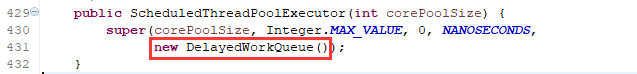 429 public ScheduledThreadPoolExecutor(int corePoolSize) {
430 super(corePoolSize, Integer.MAX_VALUE, 0, NANOSECONDS,
431 new DelayedWorkQueue());
432 }